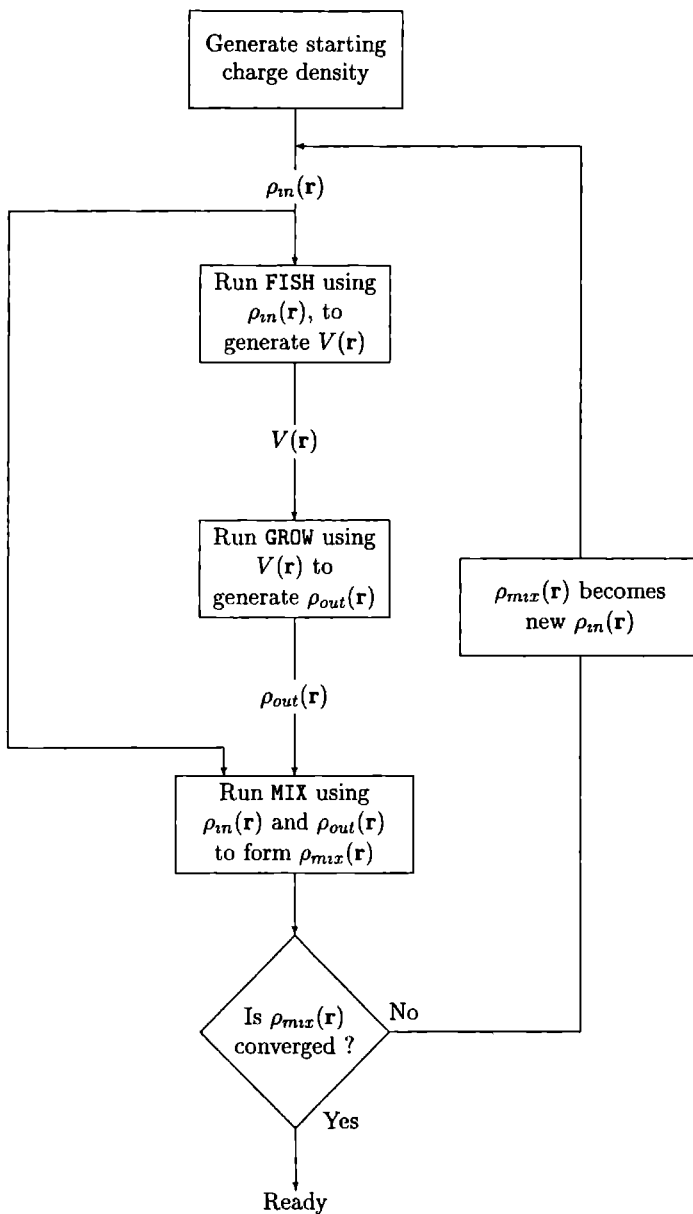 Generate starting
charge density
ρin(r)
Run FISH using
ρin(r), to
generate V(r)
V(r)
Run GROW using
V(r) to
generate ρout(r)
ρmix(r) becomes
new ρin(r)
ρout(r)
Run MIX using
ρin(r) and ρout(r)
to form ρmix(r)
Is ρmix(r)
converged ?
No
Yes
Ready